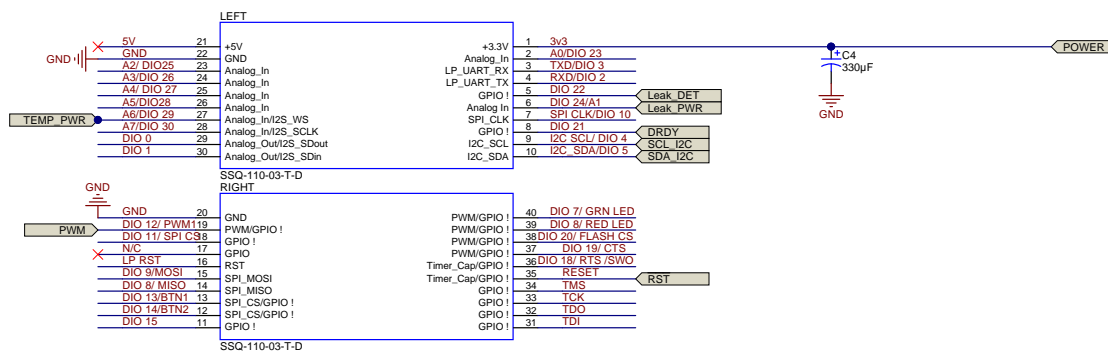 LEFT
5V 21 +5V +3.3V 1 3v3 POWER
GND GND 22 GND Analog_In 2 A0/DIO 23
A2/ DIO25 23 Analog_In LP_UART_RX 3 TXD/DIO 3 C4
A3/DIO 26 24 Analog_In LP_UART_TX 4 RXD/DIO 2 330µF
A4/ DIO 27 25 Analog_In GPIO ! 5 DIO 22 Leak_DET
A5/DIO28 26 Analog_In Analog In 6 DIO 24/A1 Leak_PWR
TEMP_PWR A6/DIO 29 27 Analog_In/I2S_WS SPI_CLK 7 SPI CLK/DIO 10 GND
A7/DIO 30 28 Analog_In/I2S_SCLK GPIO ! 8 DIO 21 DRDY
DIO 0 29 Analog_Out/I2S_SDout I2C_SCL 9 I2C SCL/ DIO 4 SCL_I2C
DIO 1 30 Analog_Out/I2S_SDin I2C_SDA 10 I2C_SDA/DIO 5 SDA_I2C
SSQ-110-03-T-D
RIGHT
GND
GND 20 GND PWM/GPIO ! 40 DIO 7/ GRN LED
PWM DIO 12/ PWM1 19 PWM/GPIO ! PWM/GPIO ! 39 DIO 8/ RED LED
DIO 11/ SPI CS 18 GPIO ! PWM/GPIO ! 38 DIO 20/ FLASH CS
N/C 17 GPIO PWM/GPIO ! 37 DIO 19/ CTS
LP RST 16 RST Timer_Cap/GPIO ! 36 DIO 18/ RTS /SWO
DIO 9/MOSI 15 SPI_MOSI Timer_Cap/GPIO ! 35 RESET RST
DIO 8/ MISO 14 SPI_MISO GPIO ! 34 TMS
DIO 13/BTN1 13 SPI_CS/GPIO ! GPIO ! 33 TCK
DIO 14/BTN2 12 SPI_CS/GPIO ! GPIO ! 32 TDO
DIO 15 11 GPIO ! GPIO ! 31 TDI
SSQ-110-03-T-D